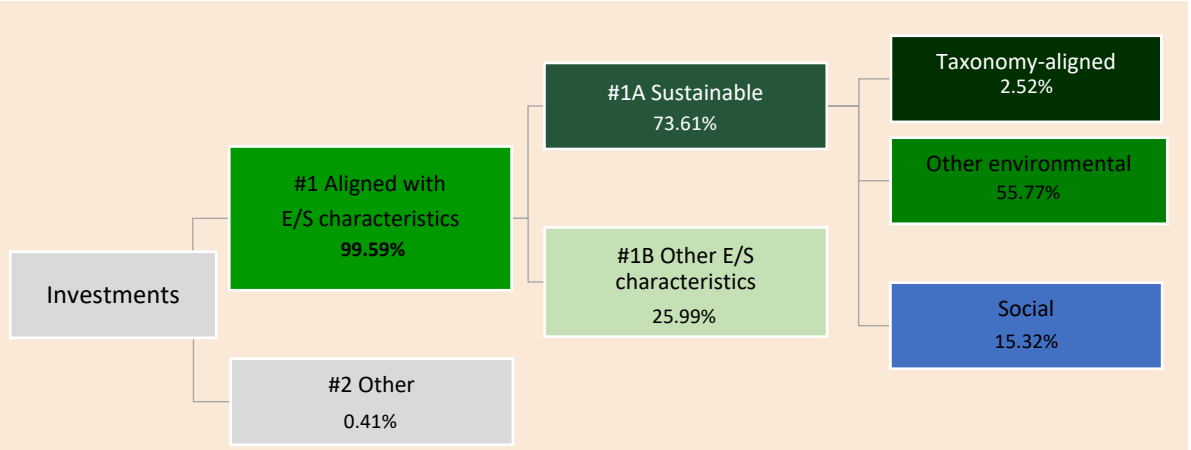 Investments
#1 Aligned with
E/S characteristics
99.59%
#2 Other
0.41%
#1A Sustainable
73.61%
#1B Other E/S
characteristics
25.99%
Taxonomy-aligned
2.52%
Other environmental
55.77%
Social
15.32%